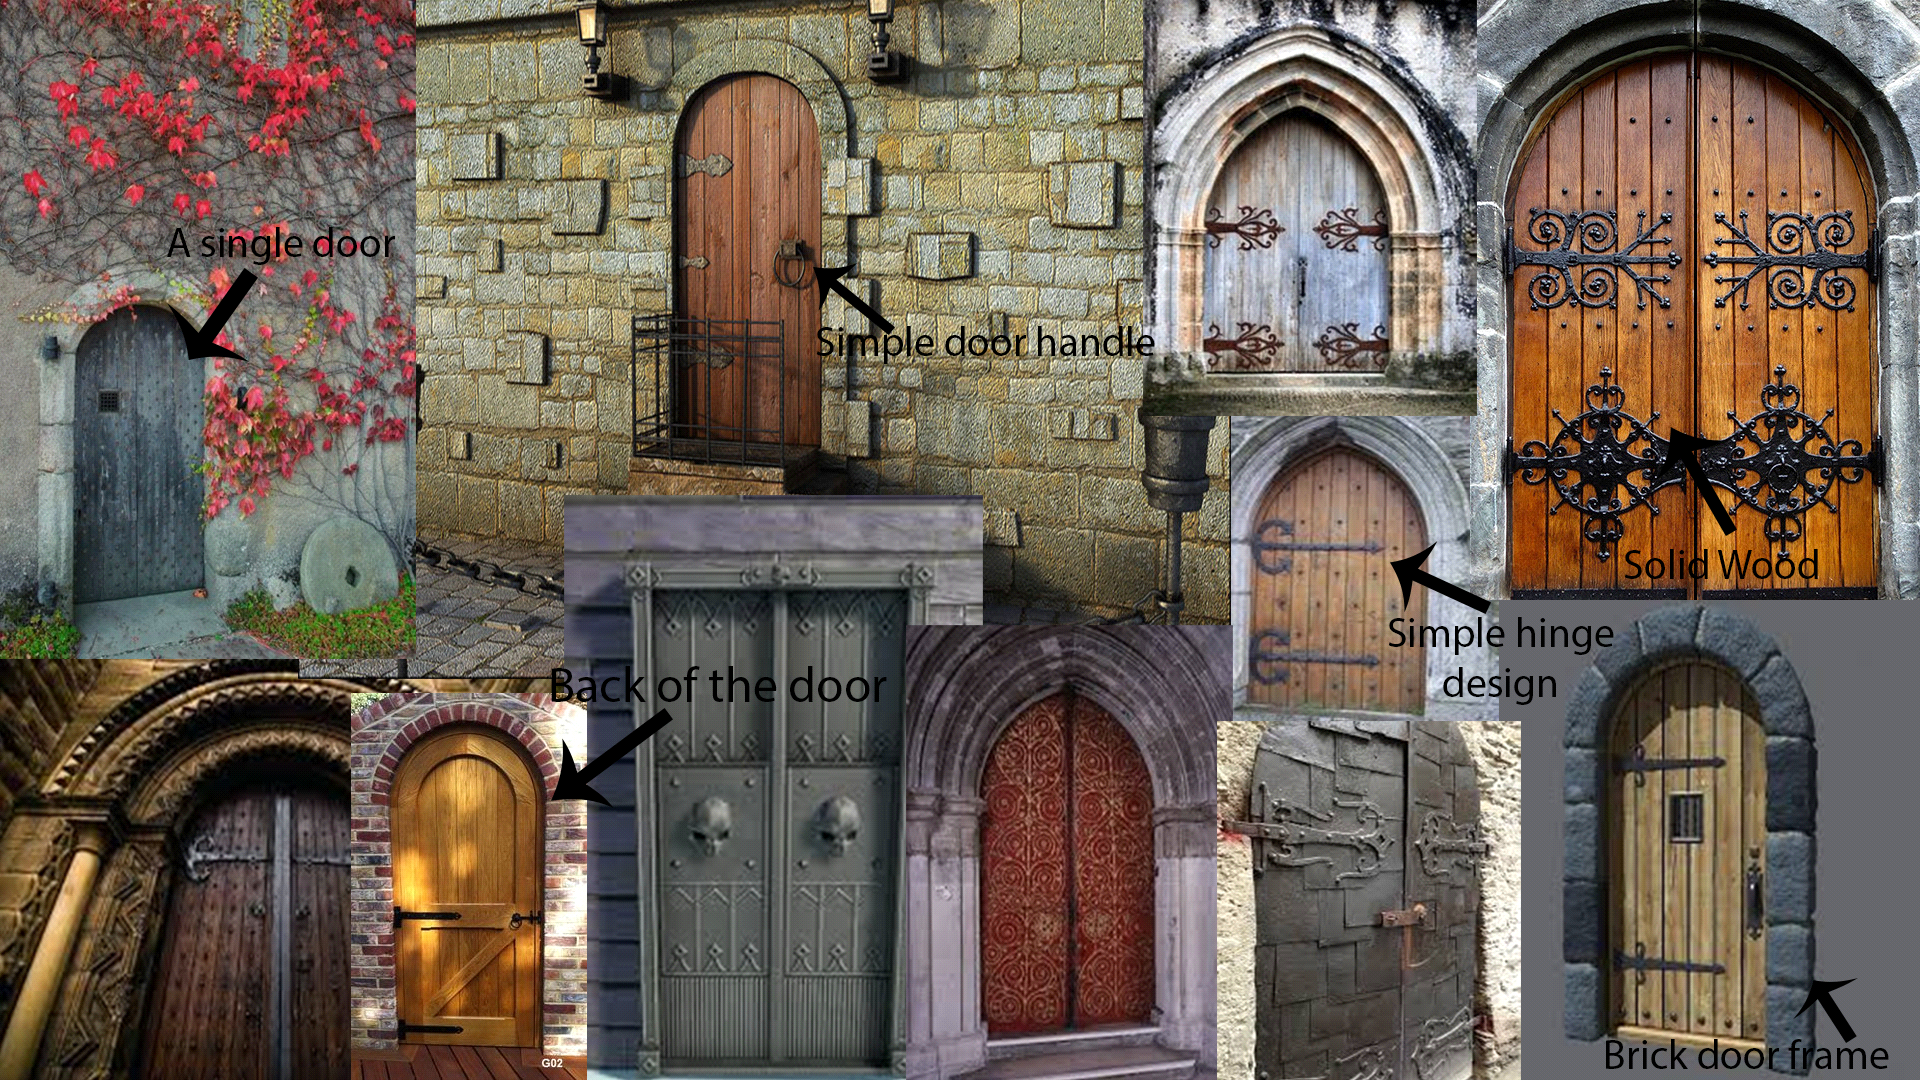 A single door
Simple door handle
Solid Wood
Simple hinge
design
Back of the door
Brick door frame
G02